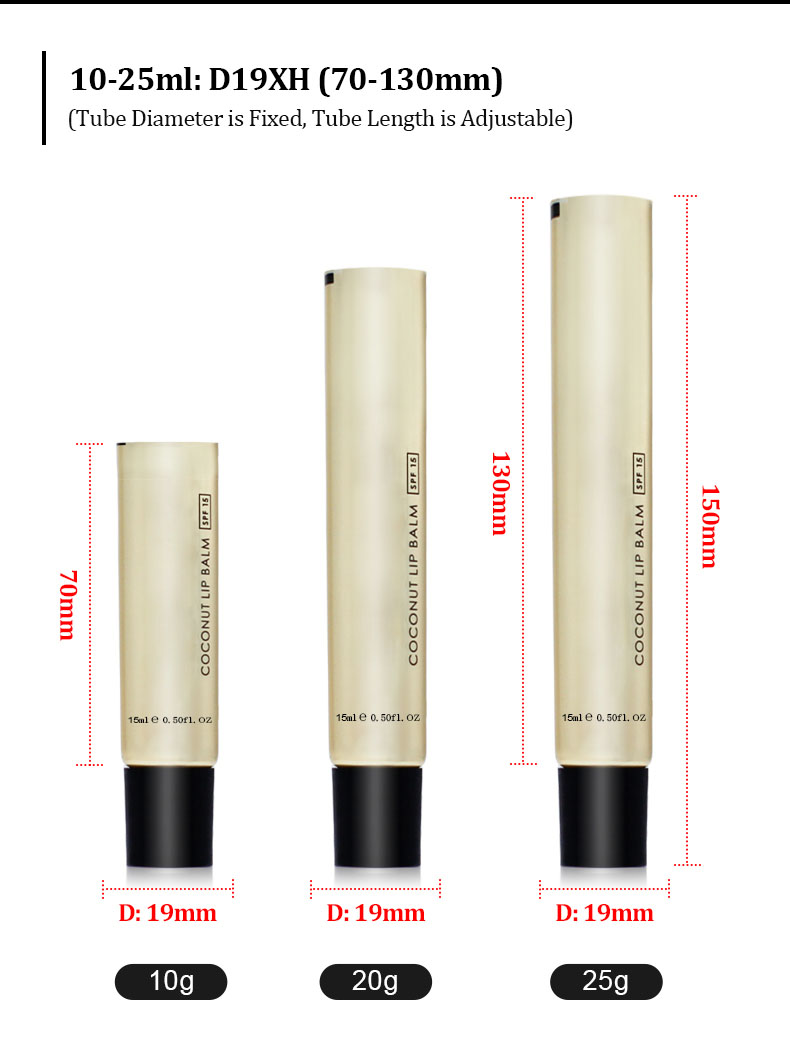 10-25ml: D19XH (70-130mm)
(Tube Diameter is Fixed, Tube Length is Adjustable)
70mm
COCONUT LIP BALM SPF 15
15ml e 0.50fl. OZ
COCONUT LIP BALM SPF 15
15ml e 0.50fl. OZ
130mm
COCONUT LIP BALM SPF 15
15ml e 0.50fl. OZ
150mm
D: 19mm
D: 19mm
D: 19mm
10g
20g
25g